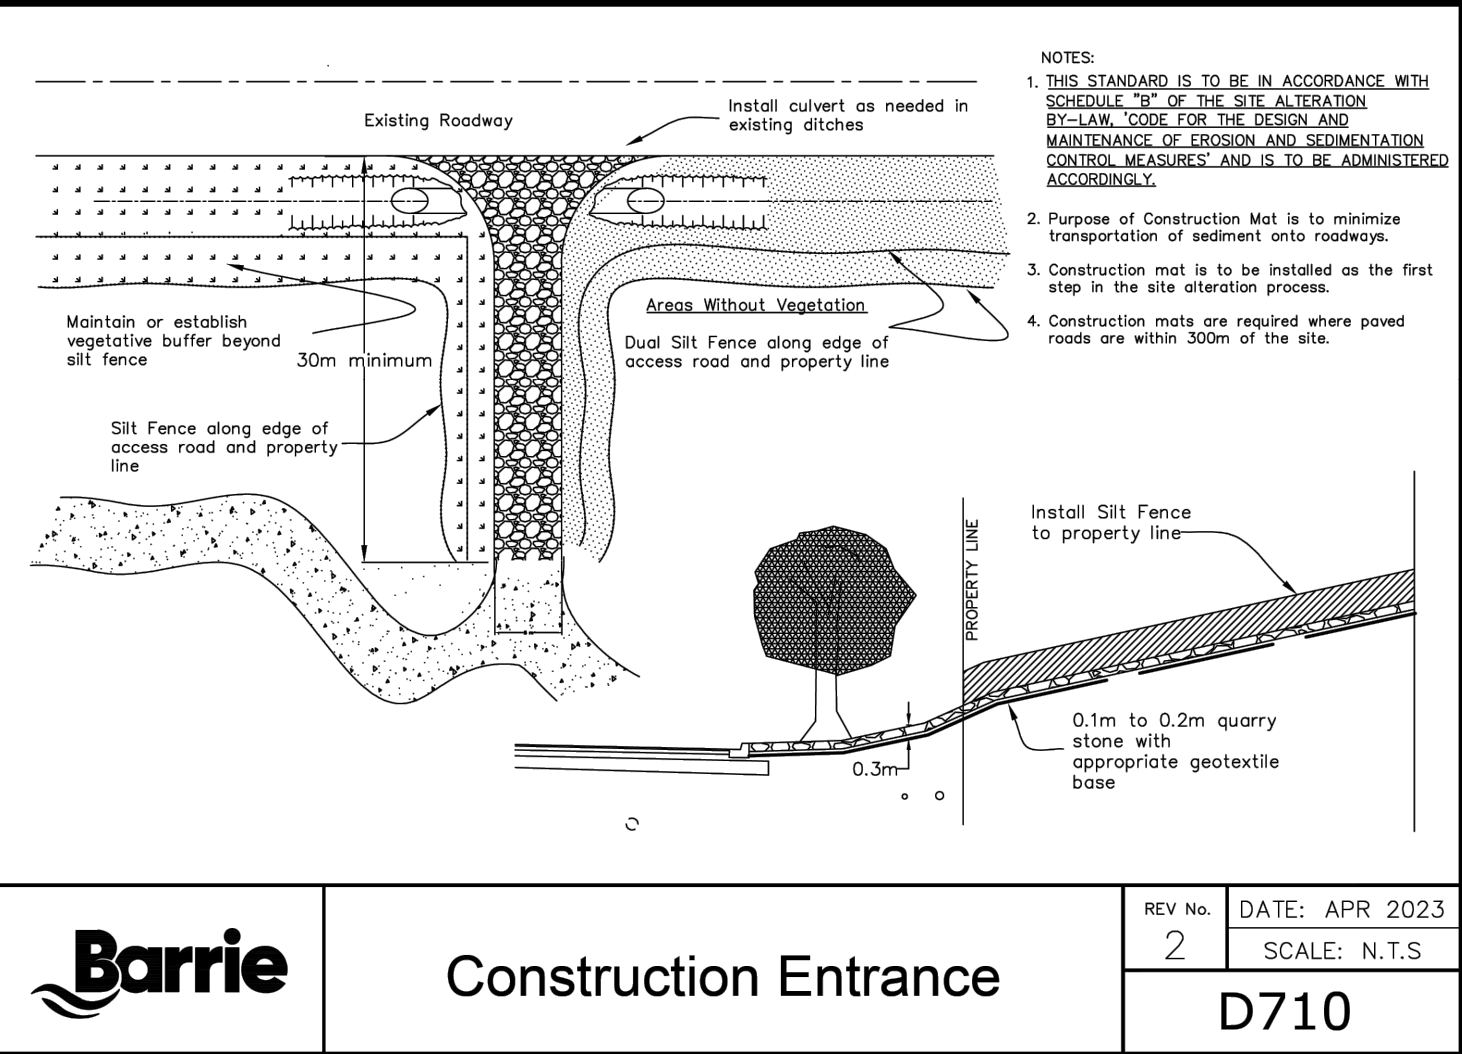 NOTES:
1. THIS STANDARD IS TO BE IN ACCORDANCE WITH
SCHEDULE "B" OF THE SITE ALTERATION
BY-LAW, 'CODE FOR THE DESIGN AND
MAINTENANCE OF EROSION AND SEDIMENTATION
CONTROL MEASURES' AND IS TO BE ADMINISTERED
ACCORDINGLY.
2. Purpose of Construction Mat is to minimize
transportation of sediment onto roadways.
3. Construction mat is to be installed as the first
step in the site alteration process.
4. Construction mats are required where paved
roads are within 300m of the site.
Existing Roadway
Install culvert as needed in
existing ditches
Areas Without Vegetation
Dual Silt Fence along edge of
access road and property line
Maintain or establish
vegetative buffer beyond
silt fence
30m minimum
Silt Fence along edge of
access road and property
line
PROPERTY LINE
Install Silt Fence
to property line
0.1m to 0.2m quarry
stone with
appropriate geotextile
base
0.3m
Barrie
Construction Entrance
REV No.
2
DATE: APR 2023
SCALE: N.T.S
D710